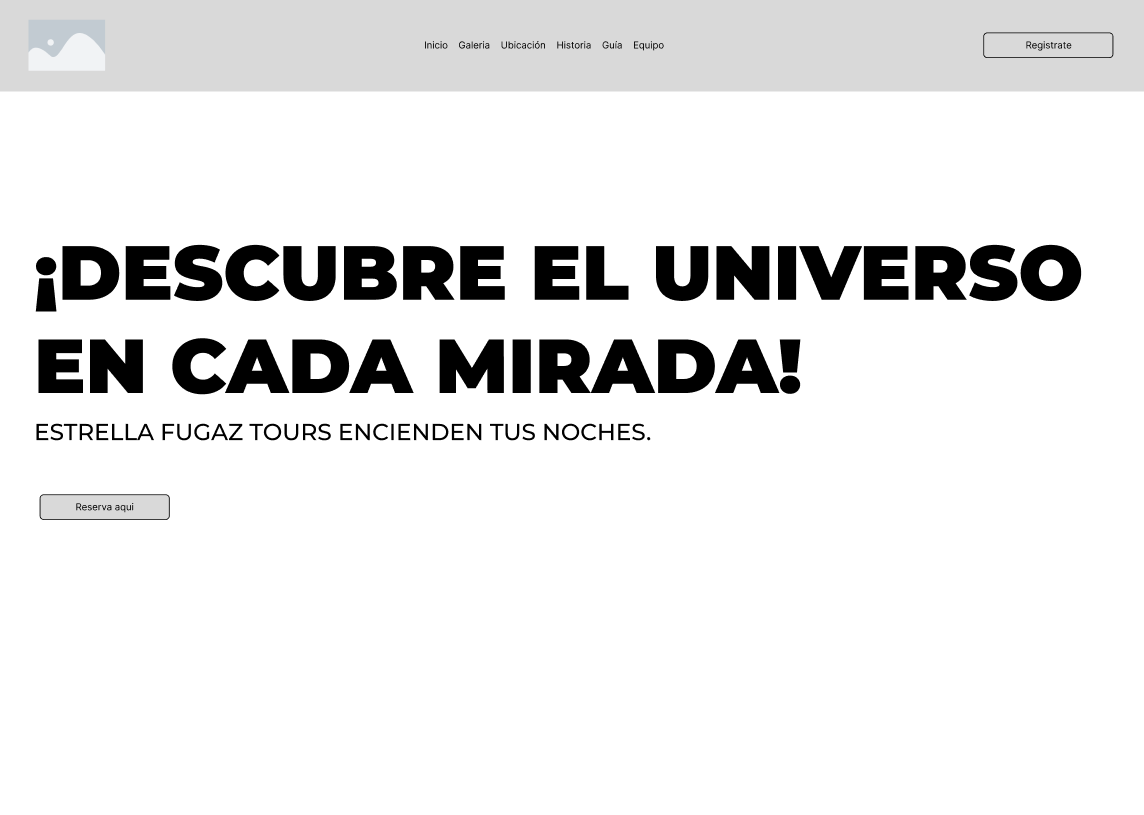 Inicio Galeria Ubicación Historia Guía Equipo
Registrate
¡DESCUBRE EL UNIVERSO
EN CADA MIRADA!
ESTRELLA FUGAZ TOURS ENCIENDEN TUS NOCHES.
Reserva aqui